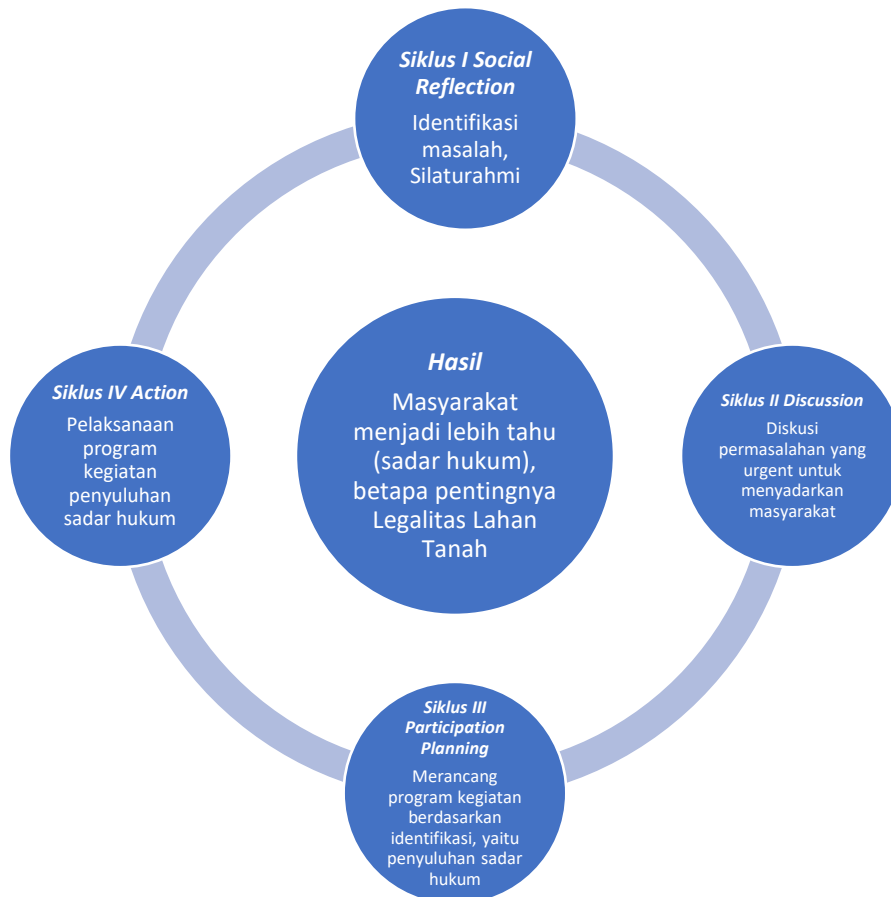 Siklus I Social
Reflection
Identifikasi
masalah,
Silaturahmi
Siklus II Discussion
Diskusi
permasalahan yang
urgent untuk
menyadarkan
masyarakat
Siklus III
Participation
Planning
Merancang
program kegiatan
berdasarkan
identifikasi, yaitu
penyuluhan sadar
hukum
Siklus IV Action
Pelaksanaan
program
kegiatan
penyuluhan
sadar hukum
Hasil
Masyarakat
menjadi lebih tahu
(sadar hukum),
betapa pentingnya
Legalitas Lahan
Tanah